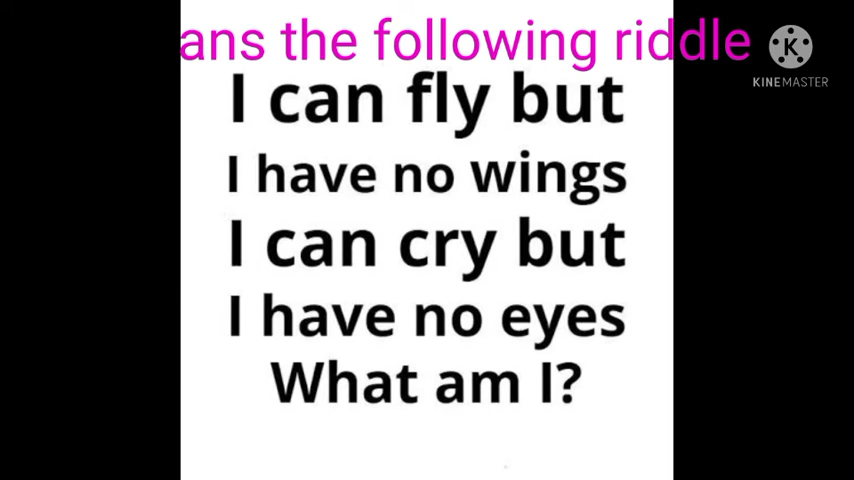 ans the following riddle
K
KINEMASTER
I can fly but
I have no wings
I can cry but
I have no eyes
What am I?